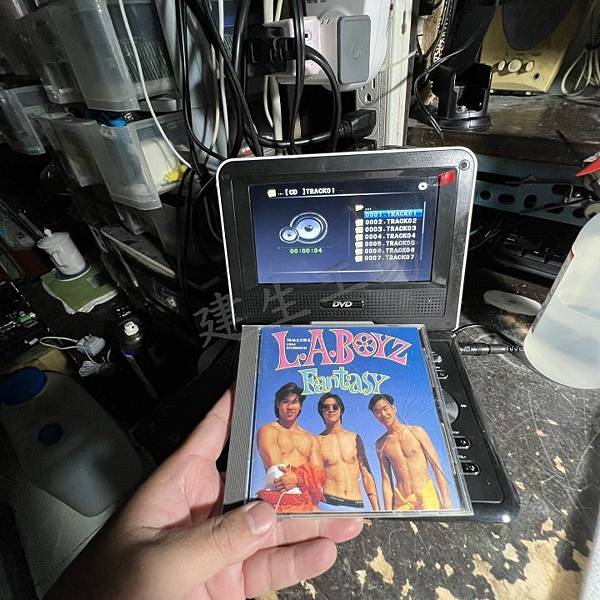 ... [CD ]TRACK01
...
0001.TRACK01
0002.TRACK02
0003.TRACK03
0004.TRACK04
0005.TRACK05
0006.TRACK06
0007.TRACK07
00:00:04
DVD
L.A.BOYZ
Fantasy
建生工